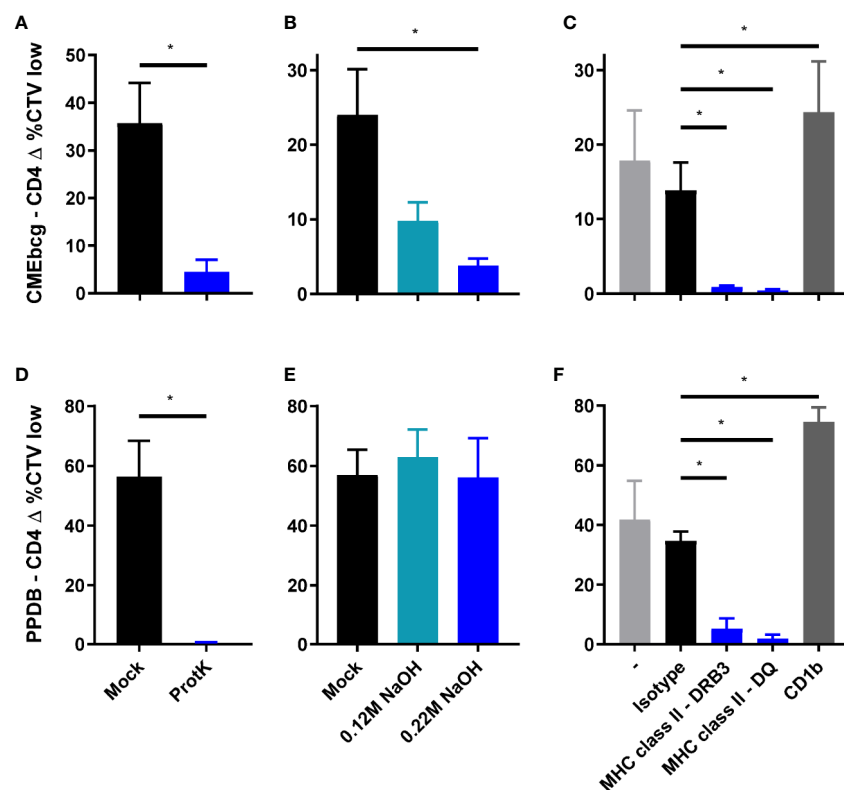 A
B
C
*
*
*
*
*
CMEbcg - CD4 Δ %CTV low
50
40
30
20
10
0
30
20
10
0
30
20
10
0
D
E
F
*
*
*
*
PPDB - CD4 Δ %CTV low
80
60
40
20
0
80
60
40
20
0
80
60
40
20
0
Mock
ProtK
Mock
0.12M NaOH
0.22M NaOH
-
Isotype
MHC class II - DRB3
MHC class II - DQ
CD1b